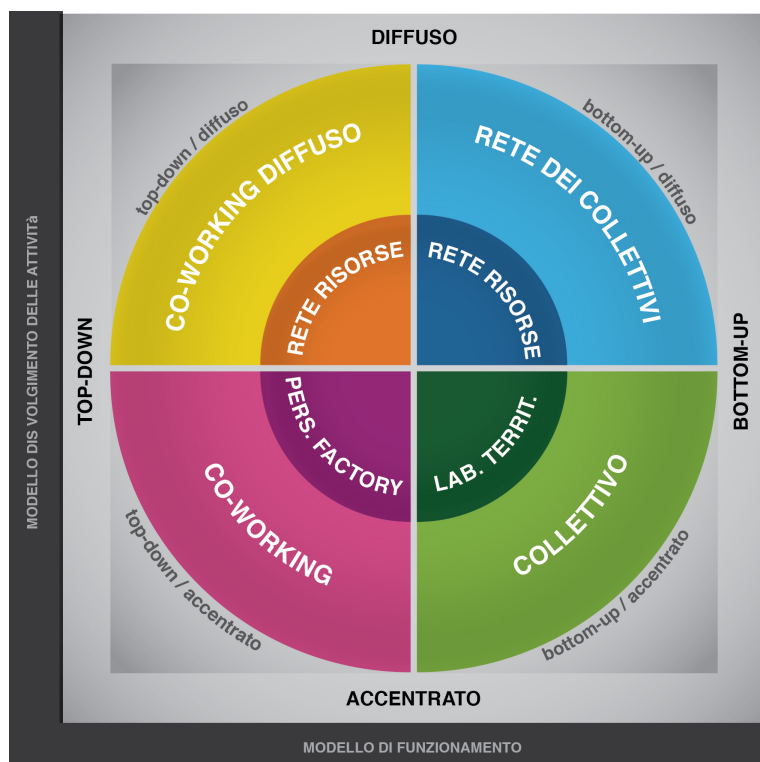 DIFFUSO
top-down / diffuso
bottom-up / diffuso
CO-WORKING DIFFUSO
RETE DEI COLLETTIVI
RETE RISORSE
RETE RISORSE
MODELLO DIS VOLGIMENTO DELLE ATTIVITà
TOP-DOWN
BOTTOM-UP
PERS. FACTORY
LAB. TERRIT.
CO-WORKING
COLLETTIVO
top-down / accentrato
bottom-up / accentrato
ACCENTRATO
MODELLO DI FUNZIONAMENTO